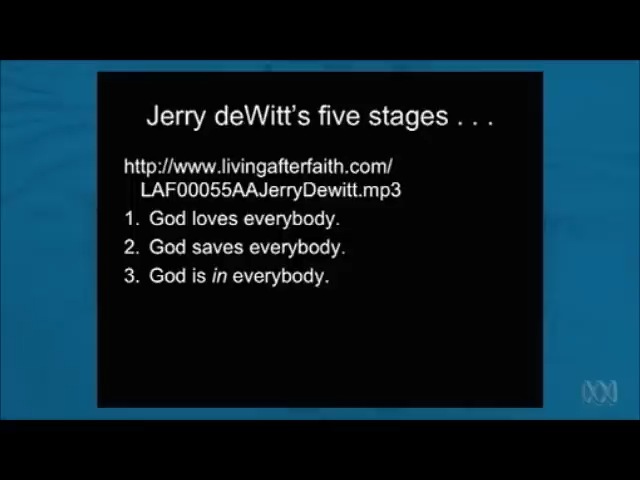 Jerry deWitt's five stages . . .
http://www.livingafterfaith.com/
LAF00055AAJerryDewitt.mp3
1. God loves everybody.
2. God saves everybody.
3. God is in everybody.